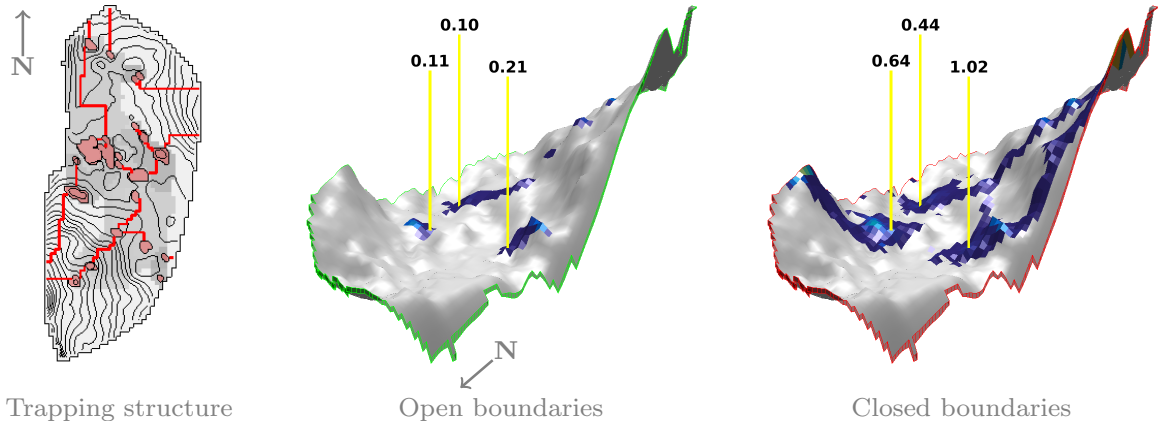 N
0.10
0.11
0.21
0.44
0.64
1.02
N
Trapping structure
Open boundaries
Closed boundaries